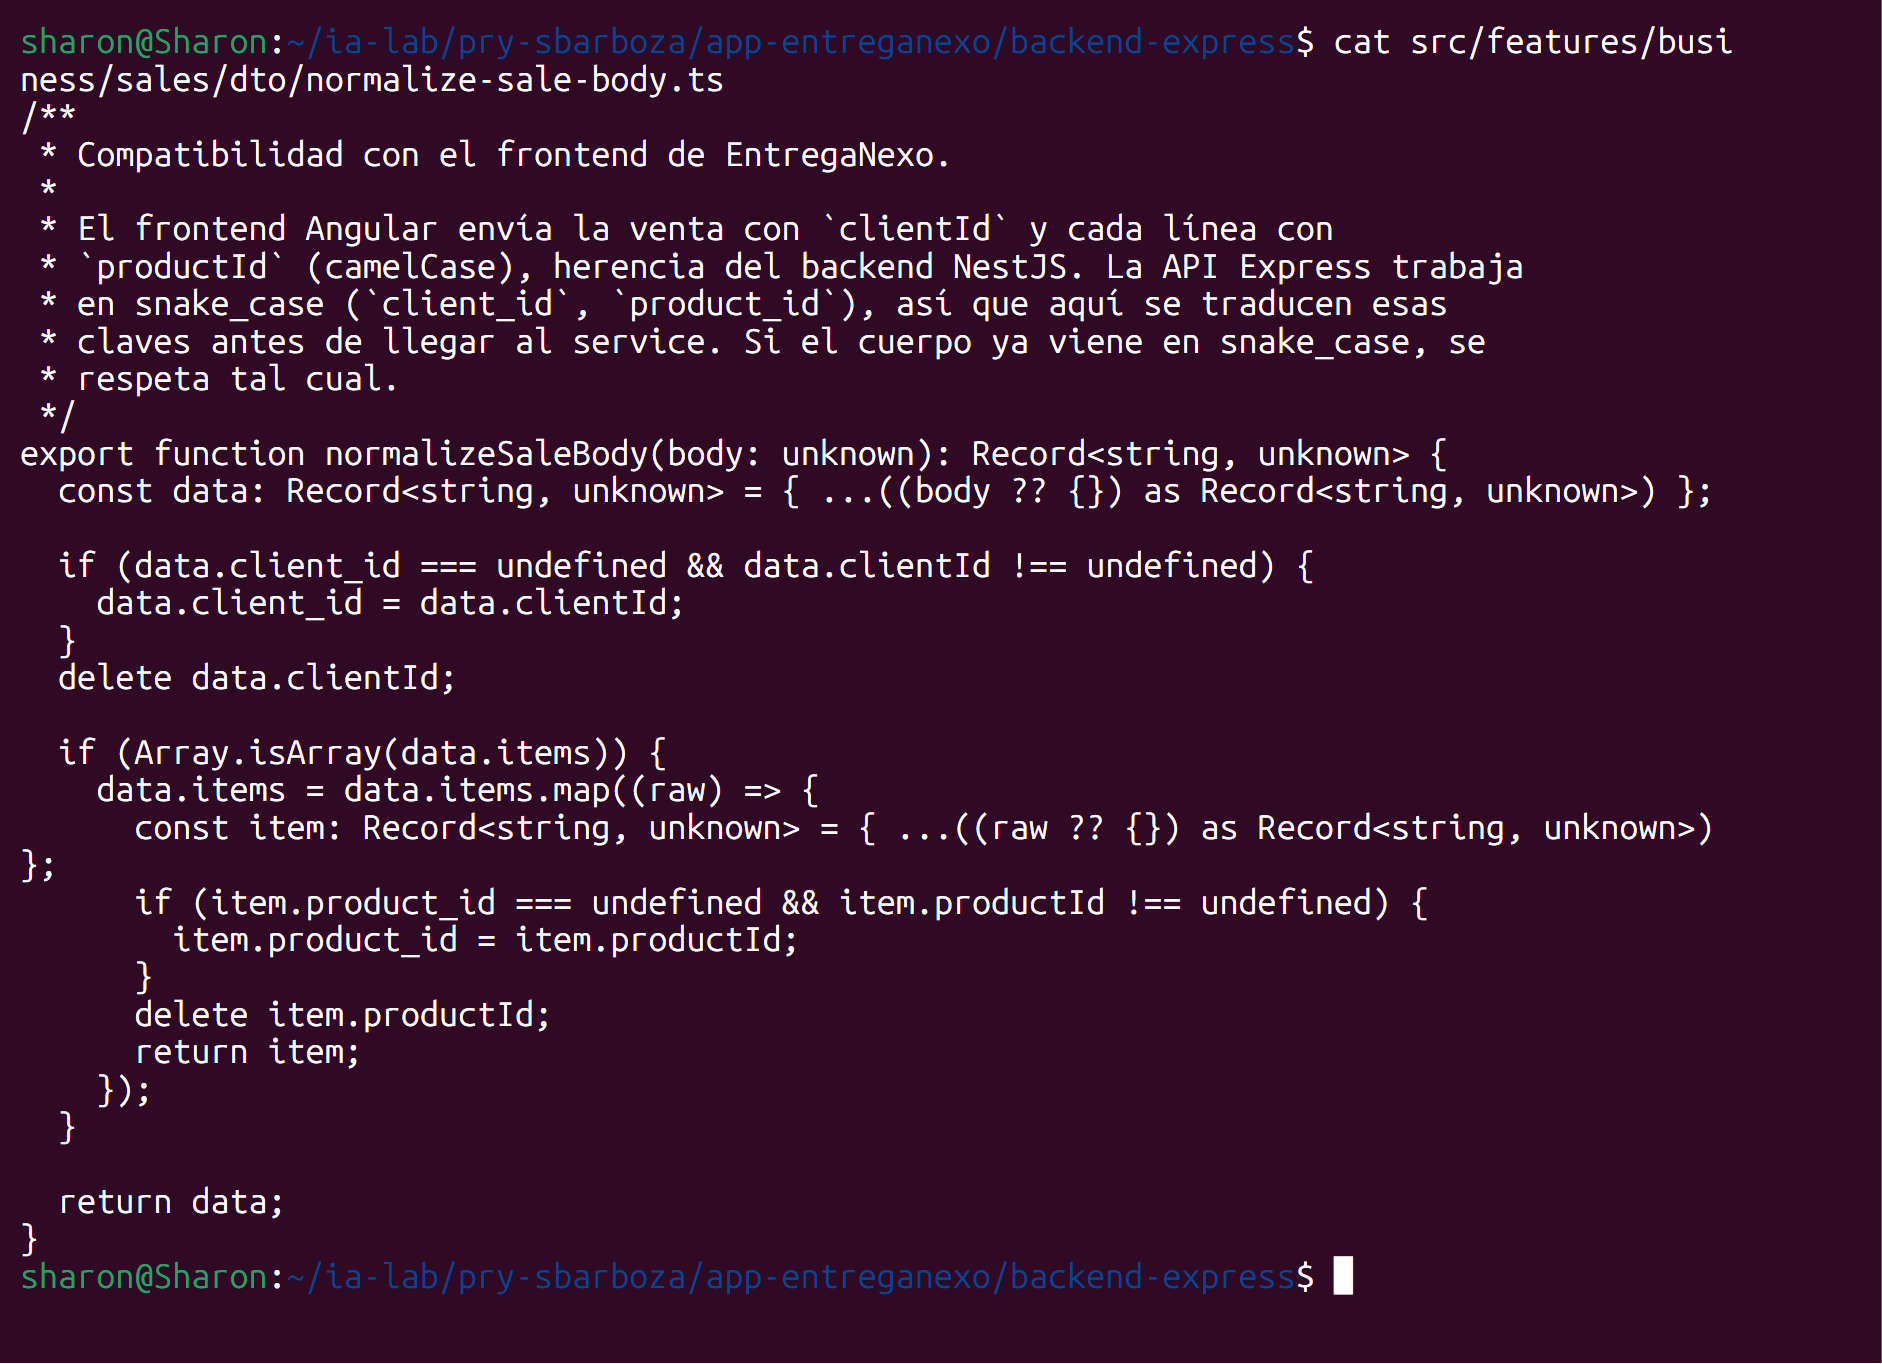 sharon@Sharon:~/ia-lab/pry-sbarboza/app-entreganexo/backend-express$ cat src/features/busi
ness/sales/dto/normalize-sale-body.ts
/**
 * Compatibilidad con el frontend de EntregaNexo.
 *
 * El frontend Angular envía la venta con `clientId` y cada línea con
 * `productId` (camelCase), herencia del backend NestJS. La API Express trabaja
 * en snake_case (`client_id`, `product_id`), así que aquí se traducen esas
 * claves antes de llegar al service. Si el cuerpo ya viene en snake_case, se
 * respeta tal cual.
 */
export function normalizeSaleBody(body: unknown): Record<string, unknown> {
  const data: Record<string, unknown> = { ...((body ?? {}) as Record<string, unknown>) };

  if (data.client_id === undefined && data.clientId !== undefined) {
    data.client_id = data.clientId;
  }
  delete data.clientId;

  if (Array.isArray(data.items)) {
    data.items = data.items.map((raw) => {
      const item: Record<string, unknown> = { ...((raw ?? {}) as Record<string, unknown>)
};
      if (item.product_id === undefined && item.productId !== undefined) {
        item.product_id = item.productId;
      }
      delete item.productId;
      return item;
    });
  }

  return data;
}
sharon@Sharon:~/ia-lab/pry-sbarboza/app-entreganexo/backend-express$